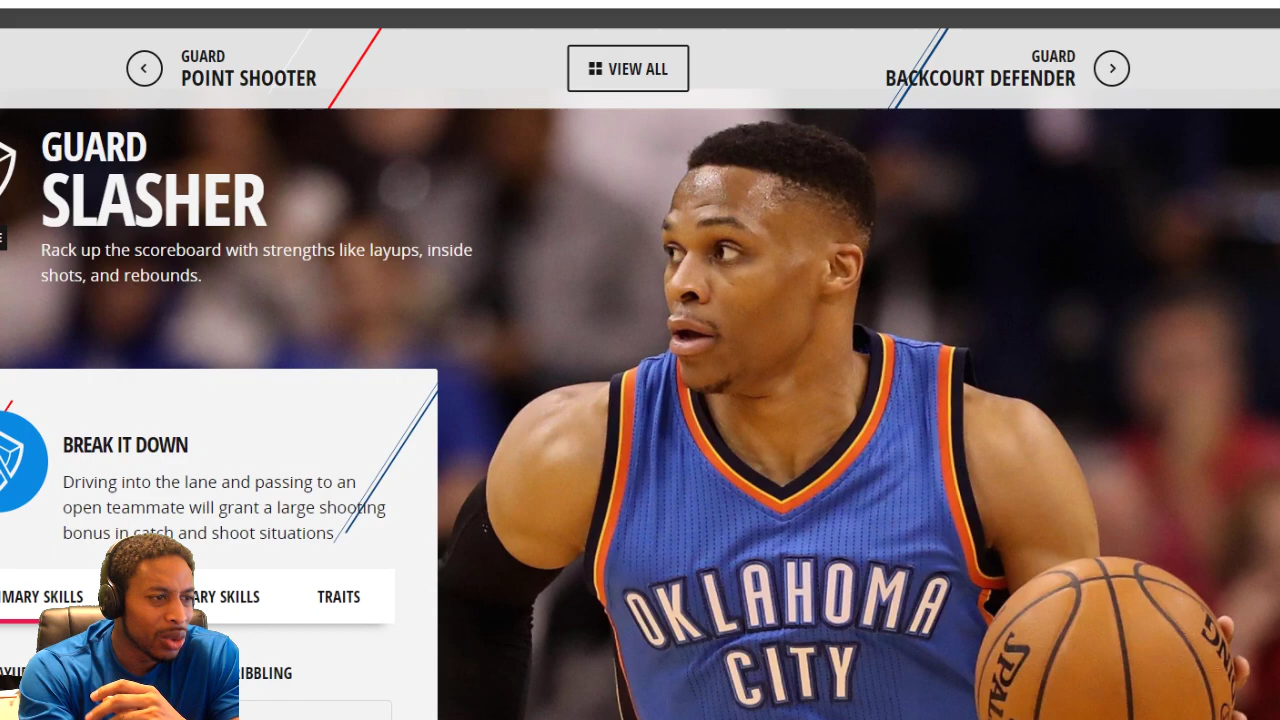 GUARD
POINT SHOOTER
VIEW ALL
GUARD
BACKCOURT DEFENDER
GUARD
SLASHER
Rack up the scoreboard with strengths like layups, inside
shots, and rebounds.
BREAK IT DOWN
Driving into the lane and passing to an
open teammate will grant a large shooting
bonus in catch and shoot situations
SKILLS
SKILLS
TRAITS
OKLAHOMA
CITY